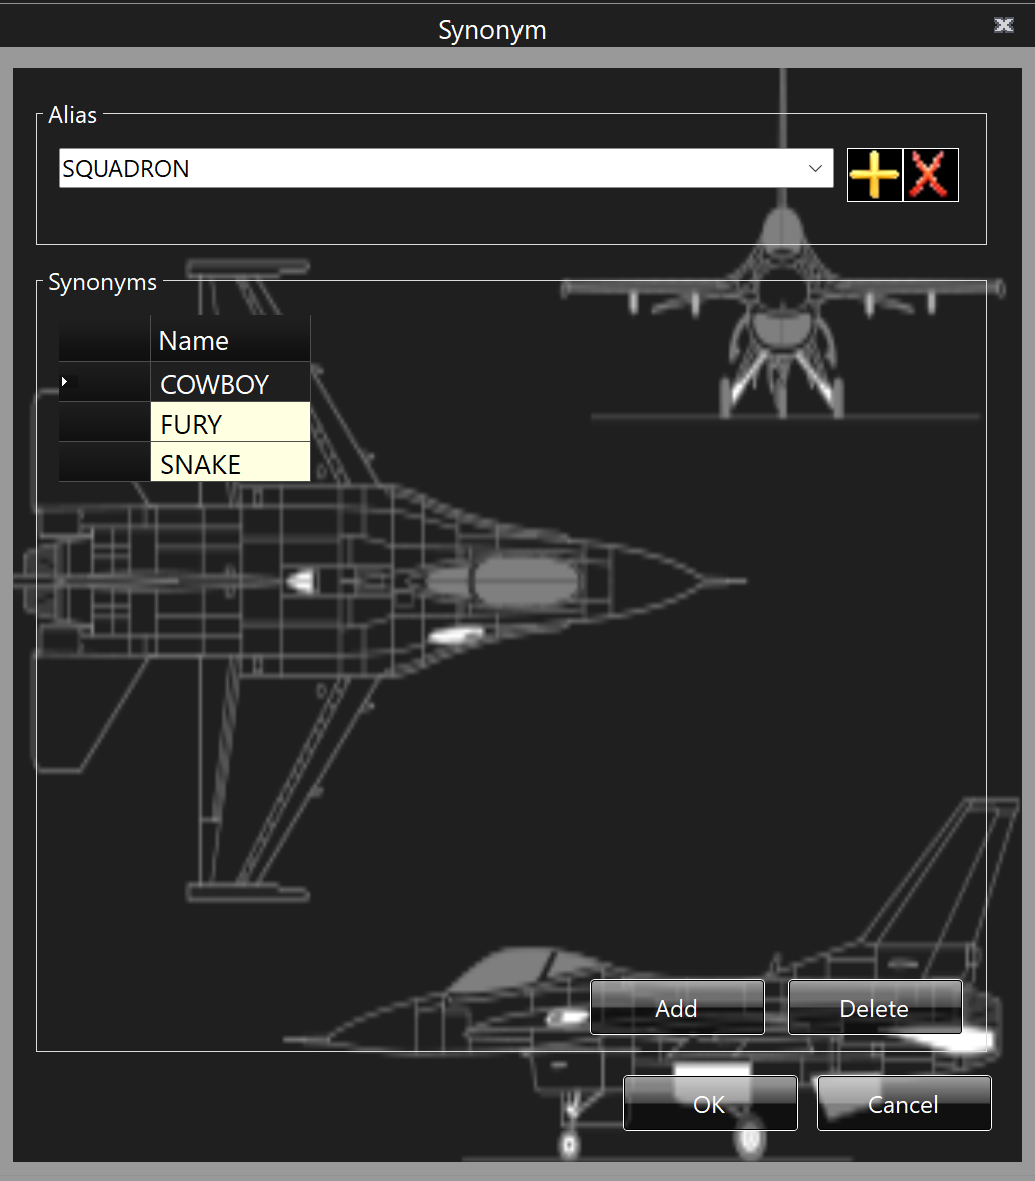 Synonym
Alias
SQUADRON
Synonyms
Name
COWBOY
FURY
SNAKE
Add
Delete
OK
Cancel